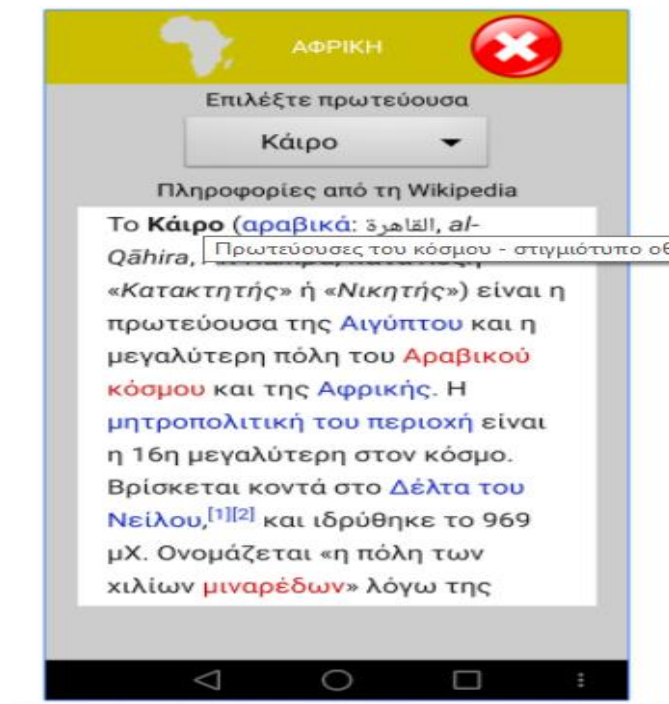 ΑΦΡΙΚΗ
Επιλέξτε πρωτεύουσα
Κάιρο
Πληροφορίες από τη Wikipedia
Το Κάιρο (αραβικά: القاهرة, al-
Qāhira,
Πρωτεύουσες του κόσμου - στιγμιότυπο οθ
«Κατακτητής» ή «Νικητής») είναι η
πρωτεύουσα της Αιγύπτου και η
μεγαλύτερη πόλη του Αραβικού
κόσμου και της Αφρικής. Η
μητροπολιτική του περιοχή είναι
η 16η μεγαλύτερη στον κόσμο.
Βρίσκεται κοντά στο Δέλτα του
Νείλου,[1][2] και ιδρύθηκε το 969
μΧ. Ονομάζεται «η πόλη των
χιλίων μιναρέδων» λόγω της